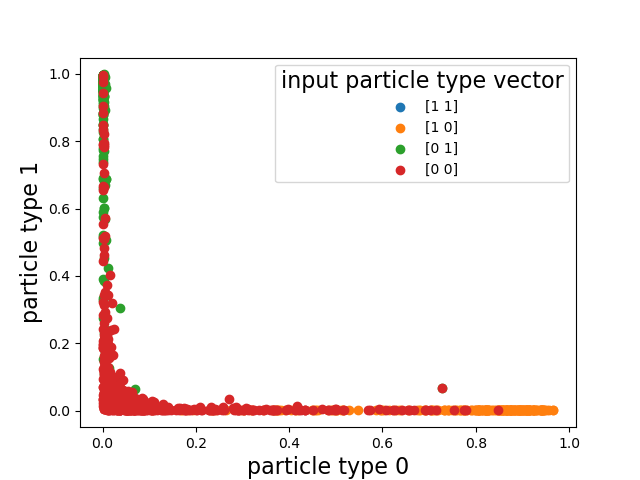 input particle type vector
[1 1]
[1 0]
[0 1]
[0 0]
particle type 1
1.0
0.8
0.6
0.4
0.2
0.0
0.0 0.2 0.4 0.6 0.8 1.0
particle type 0